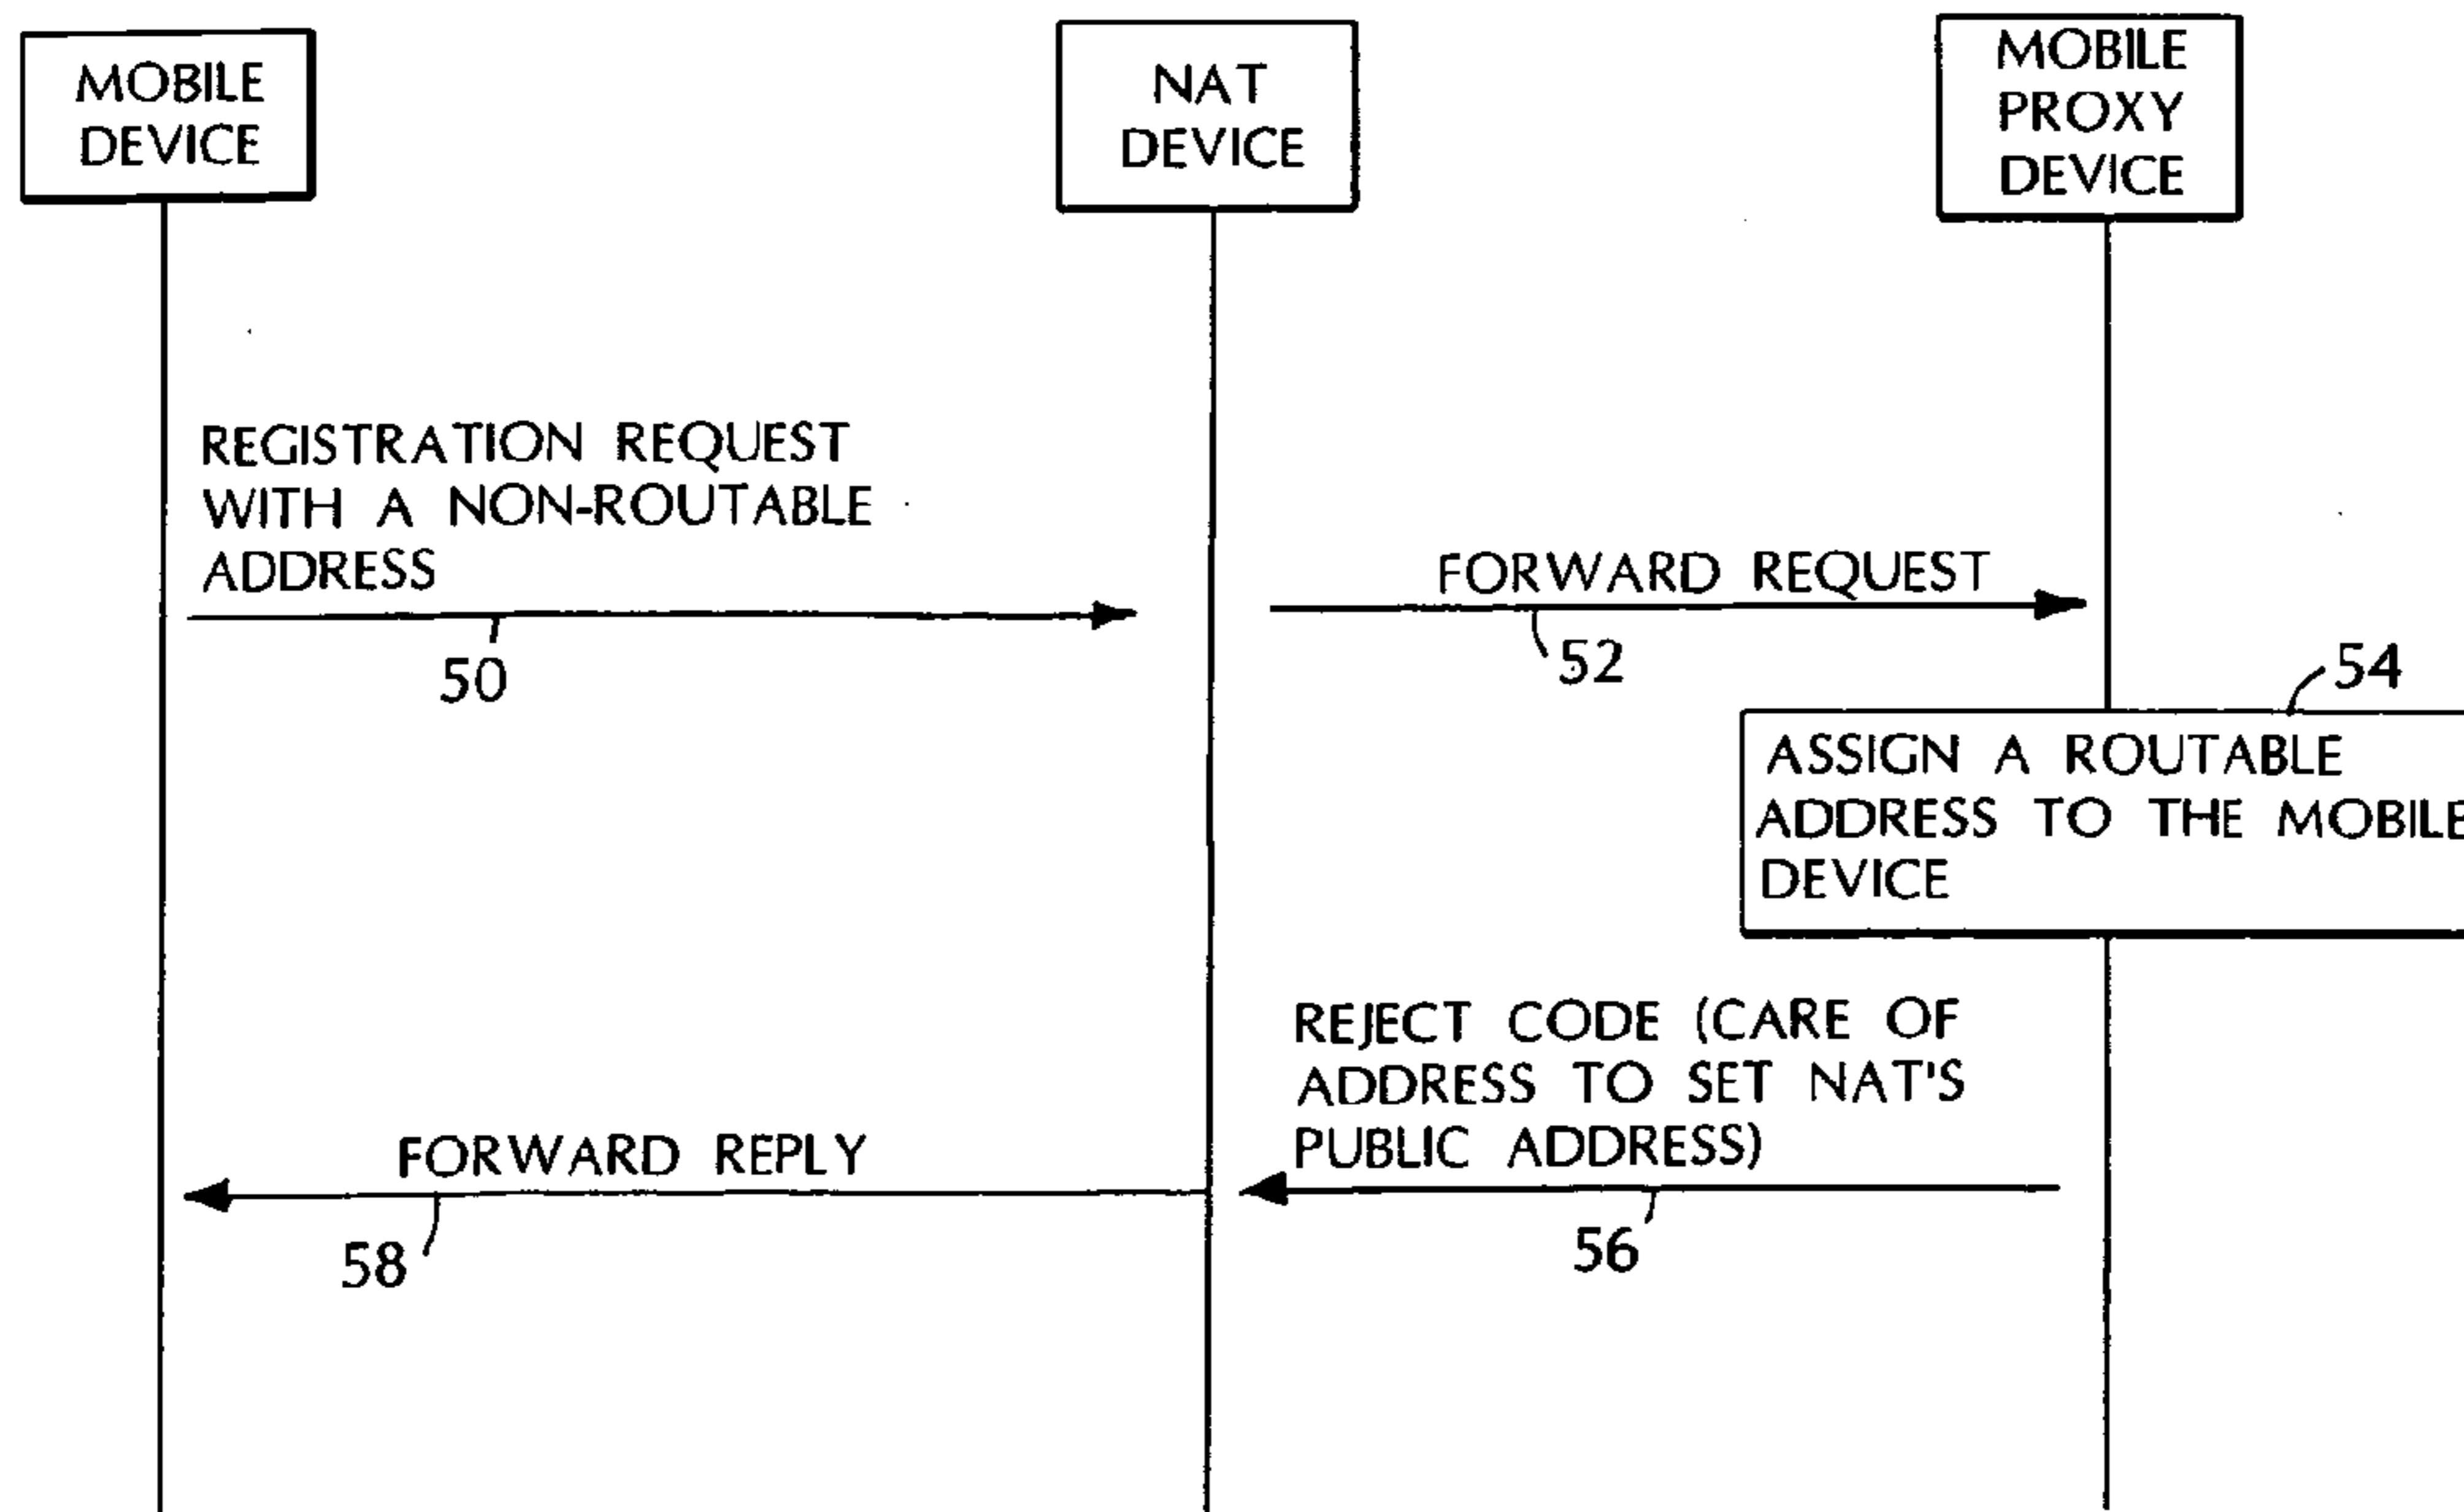 MOBILE
DEVICE
NAT
DEVICE
MOBILE
PROXY
DEVICE
REGISTRATION REQUEST
WITH A NON-ROUTABLE
ADDRESS
50
FORWARD REQUEST
52
54
ASSIGN A ROUTABLE
ADDRESS TO THE MOBILE
DEVICE
REJECT CODE (CARE OF
ADDRESS TO SET NAT'S
PUBLIC ADDRESS)
56
FORWARD REPLY
58